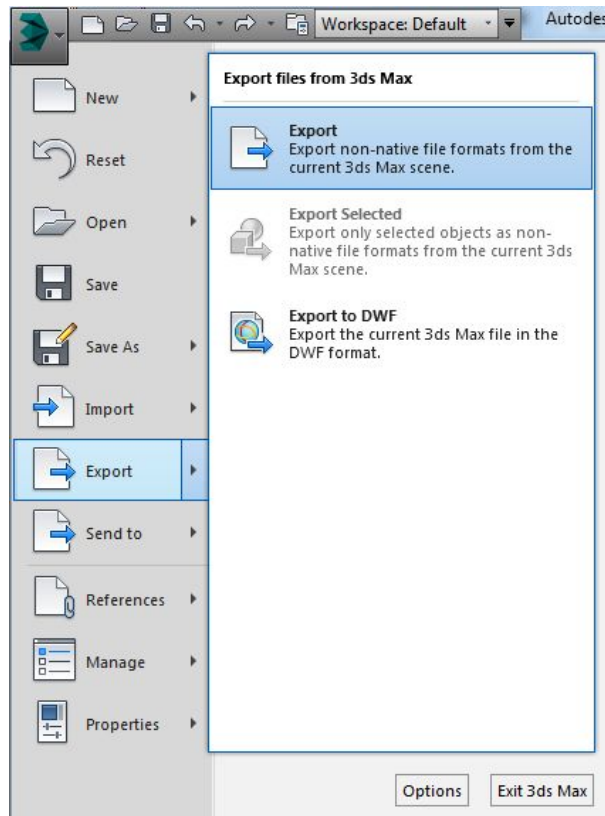 Workspace: Default
Autodes
New
Reset
Open
Save
Save As
Import
Export
Send to
References
Manage
Properties
Export files from 3ds Max
Export
Export non-native file formats from the
current 3ds Max scene.
Export Selected
Export only selected objects as non-
native file formats from the current 3ds
Max scene.
Export to DWF
Export the current 3ds Max file in the
DWF format.
Options
Exit 3ds Max